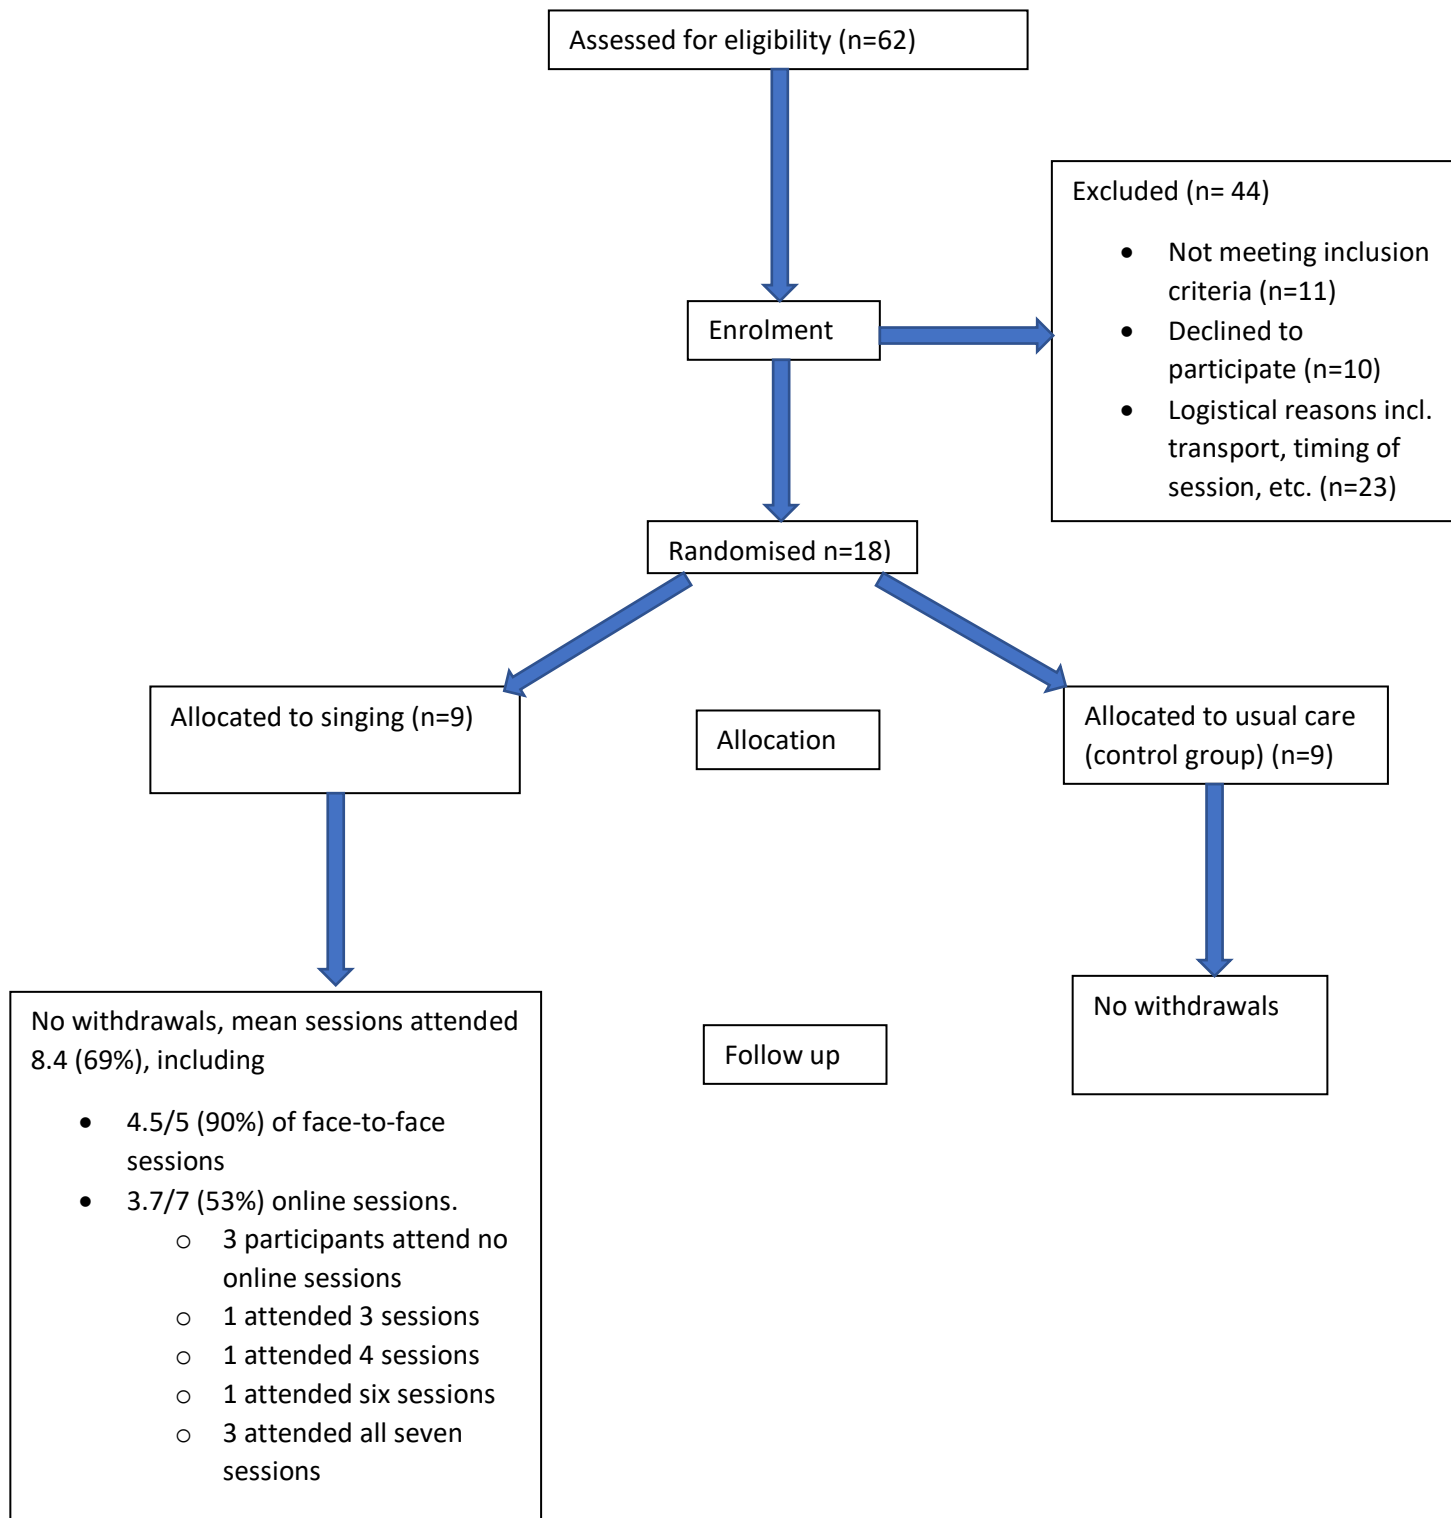 Assessed for eligibility (n=62)
Excluded (n= 44)
• Not meeting inclusion
criteria (n=11)
• Declined to
participate (n=10)
• Logistical reasons incl.
transport, timing of
session, etc. (n=23)
Enrolment
Randomised n=18)
Allocated to singing (n=9)
Allocation
Allocated to usual care
(control group) (n=9)
No withdrawals, mean sessions attended
8.4 (69%), including
• 4.5/5 (90%) of face-to-face
sessions
• 3.7/7 (53%) online sessions.
o 3 participants attend no
online sessions
o 1 attended 3 sessions
o 1 attended 4 sessions
o 1 attended six sessions
o 3 attended all seven
sessions
Follow up
No withdrawals